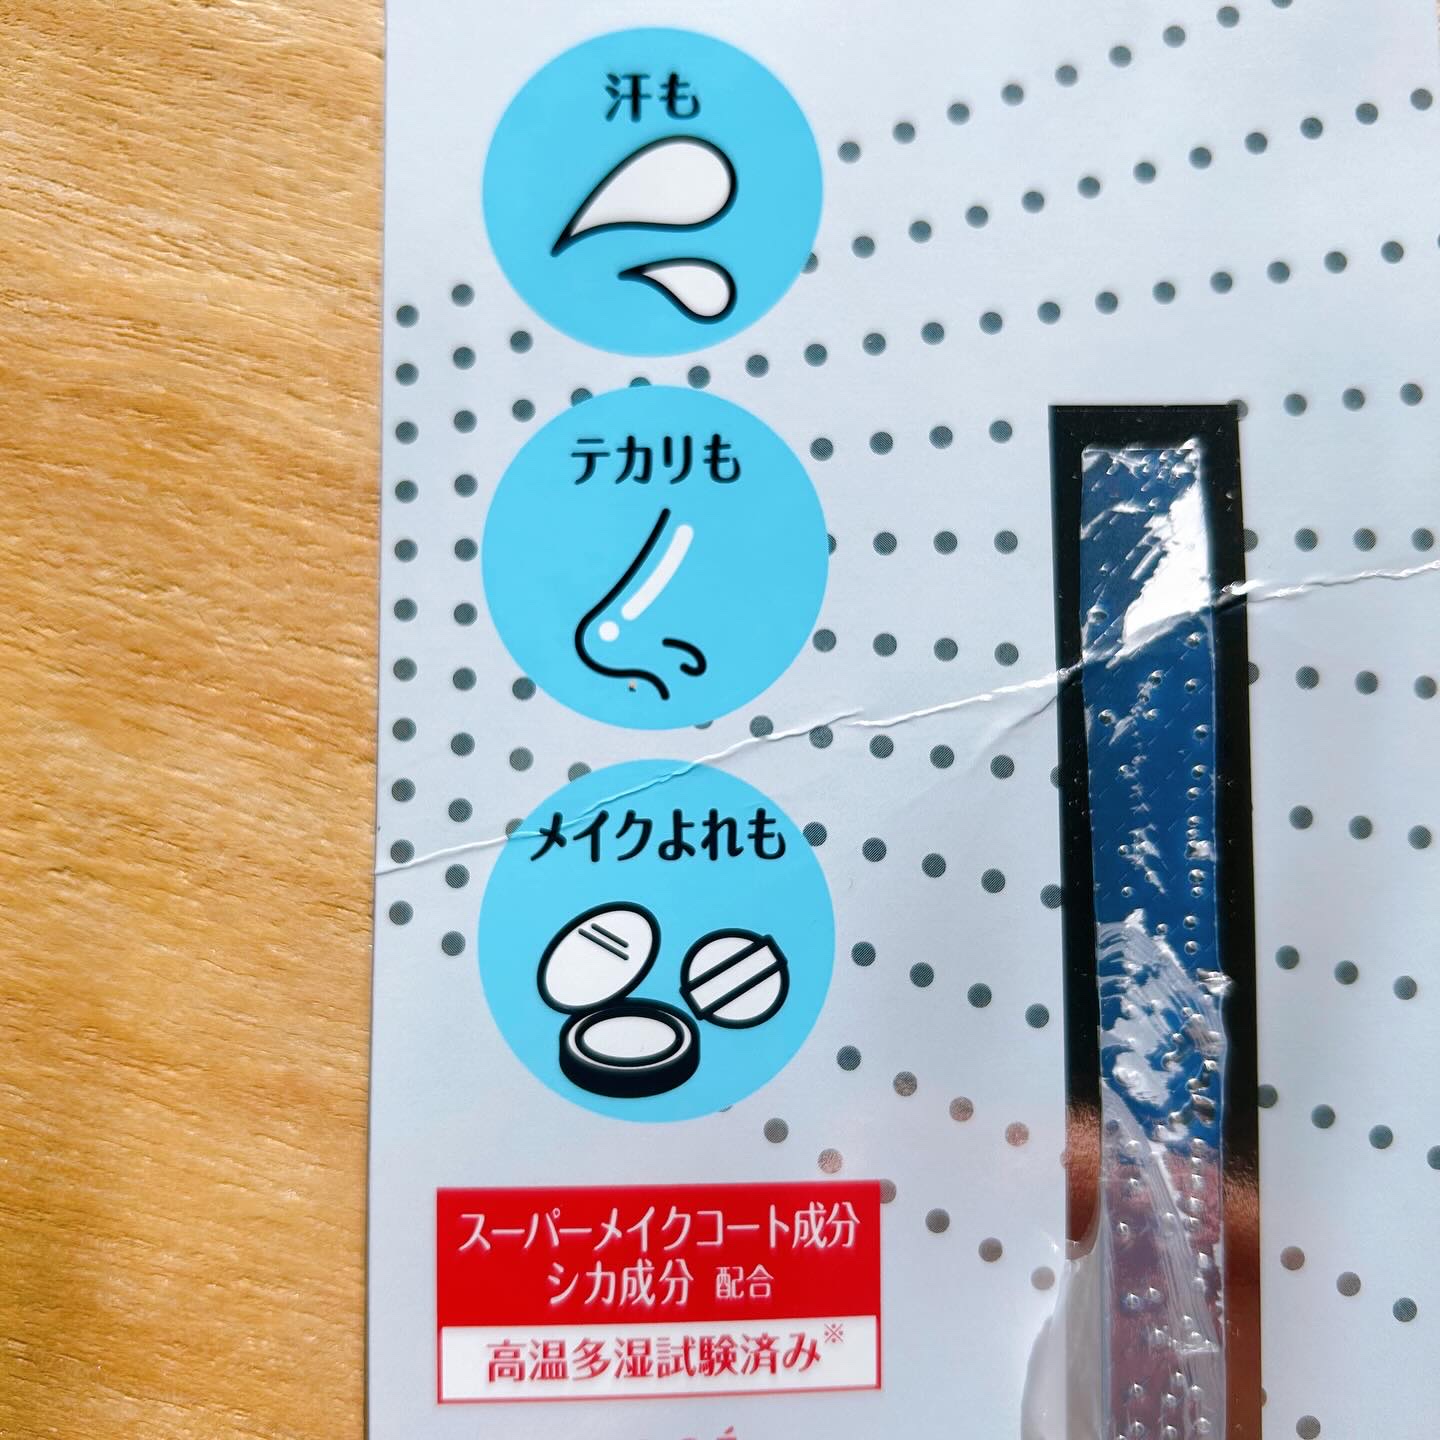 汗も
テカリも
メイクよれも
スーパーメイクコート成分
シカ成分 配合
高温多湿試験済み※